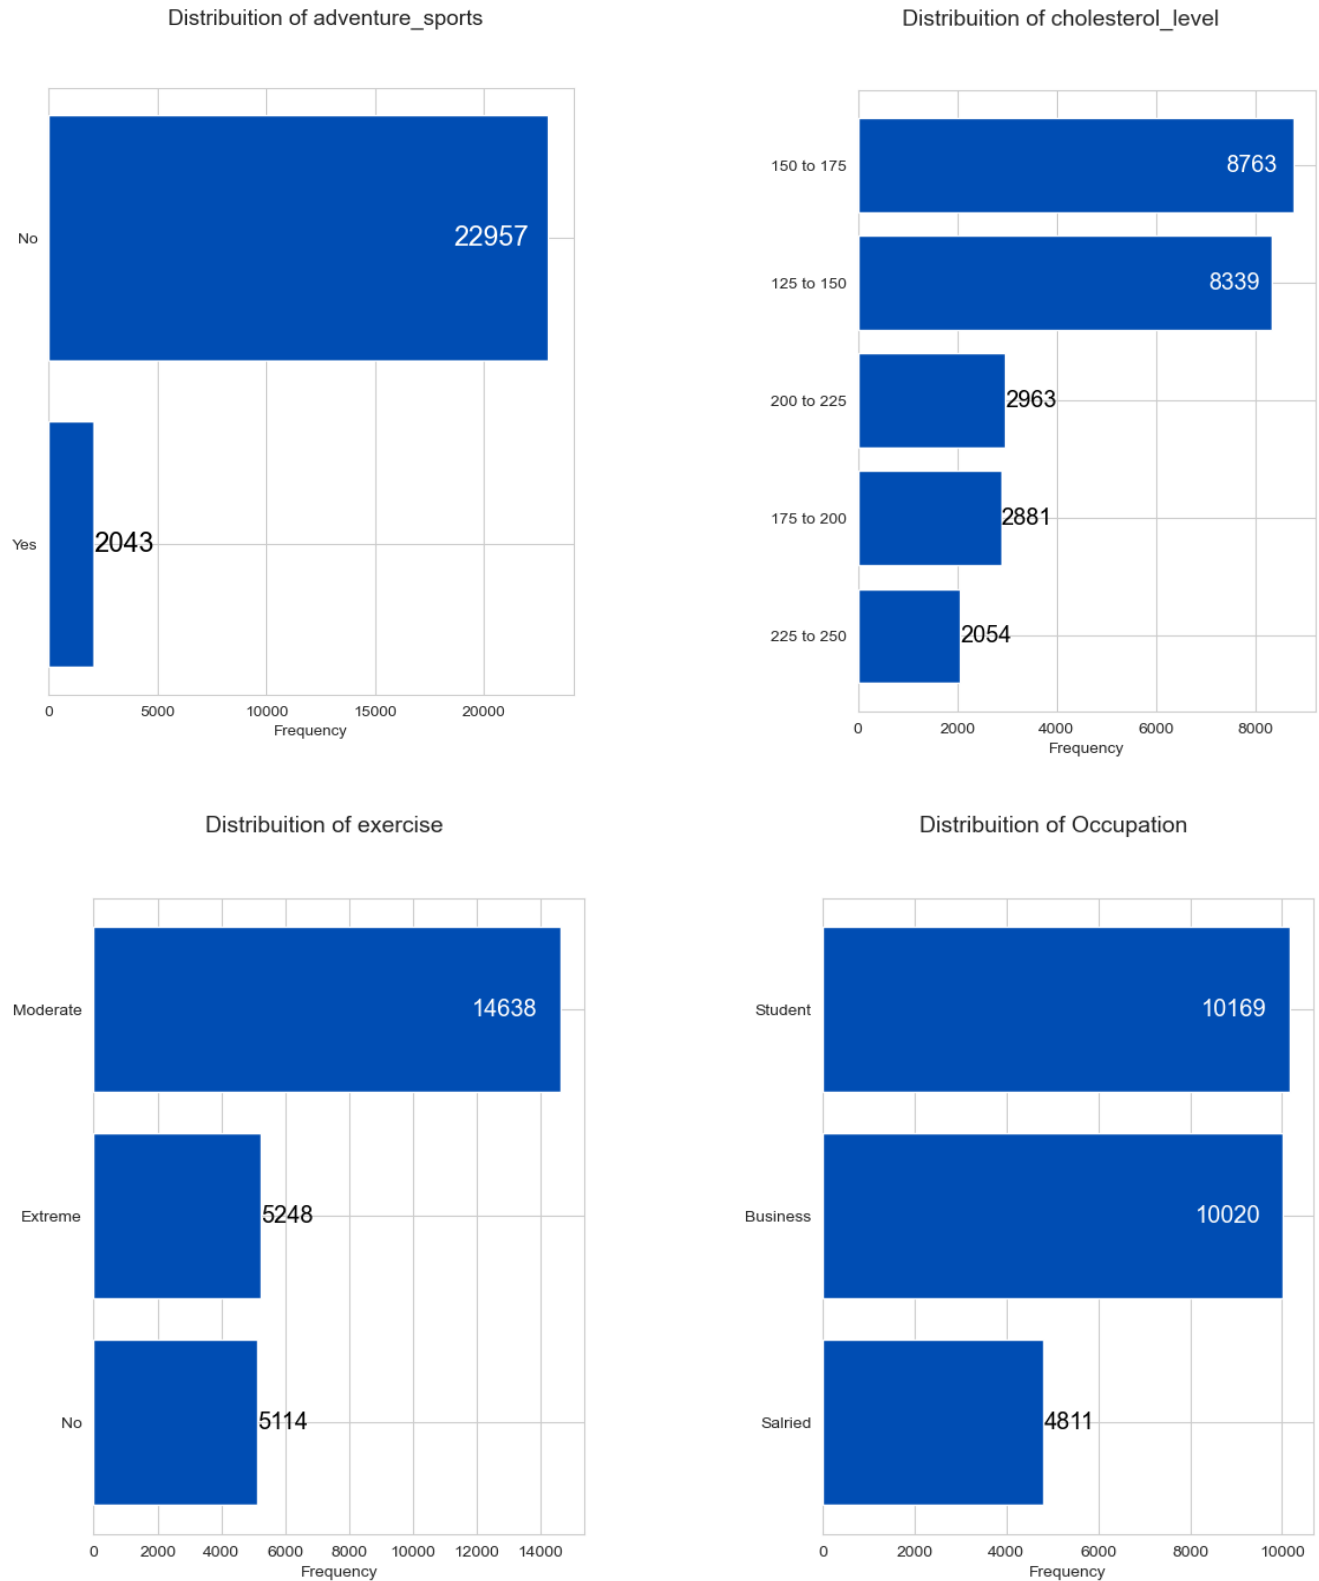 Distribuition of adventure_sports
No
22957
Yes
2043
0 5000 10000 15000 20000
Frequency
Distribuition of cholesterol_level
150 to 175
8763
125 to 150
8339
200 to 225
2963
175 to 200
2881
225 to 250
2054
0 2000 4000 6000 8000
Frequency
Distribuition of exercise
Moderate
14638
Extreme
5248
No
5114
0 2000 4000 6000 8000 10000 12000 14000
Frequency
Distribuition of Occupation
Student
10169
Business
10020
Salried
4811
0 2000 4000 6000 8000 10000
Frequency